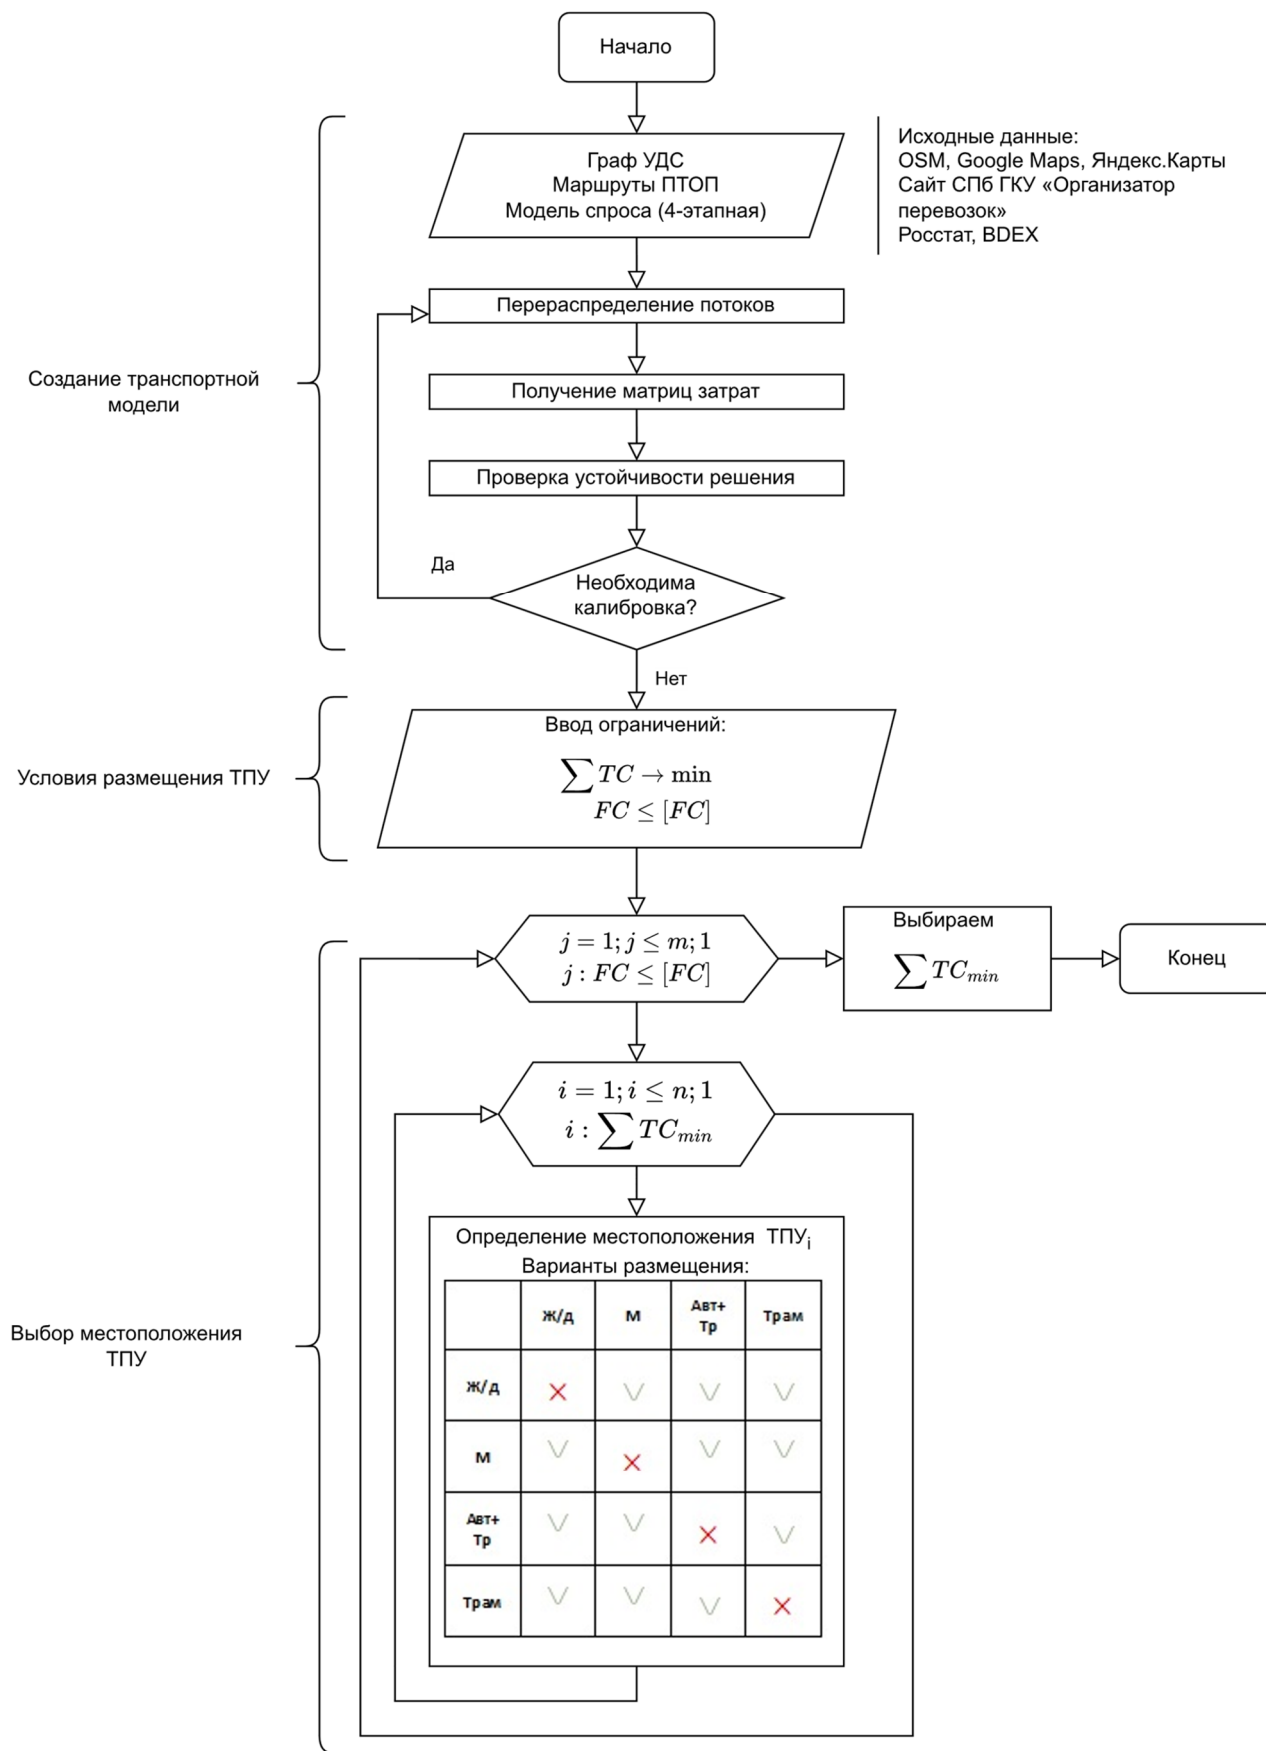 Начало
Граф УДС
Маршруты ПТОП
Модель спроса (4-этапная)
Исходные данные:
OSM, Google Maps, Яндекс.Карты
Сайт СПб ГКУ «Организатор
перевозок»
Росстат, BDEX
Перераспределение потоков
Создание транспортной
модели
Получение матриц затрат
Проверка устойчивости решения
Да
Необходима
калибровка?
Нет
Условия размещения ТПУ
Ввод ограничений:
∑ TC → min
FC ≤ [FC]
j = 1; j ≤ m; 1
j : FC ≤ [FC]
Выбираем
∑ TC_min
Конец
i = 1; i ≤ n; 1
i : ∑ TC_min
Выбор местоположения
ТПУ
Определение местоположения ТПУ_i
Варианты размещения:
Ж/д М Авт+ Трам
Тр
Ж/д × V V V
М V × V V
Авт+ V V × V
Тр
Трам V V V ×